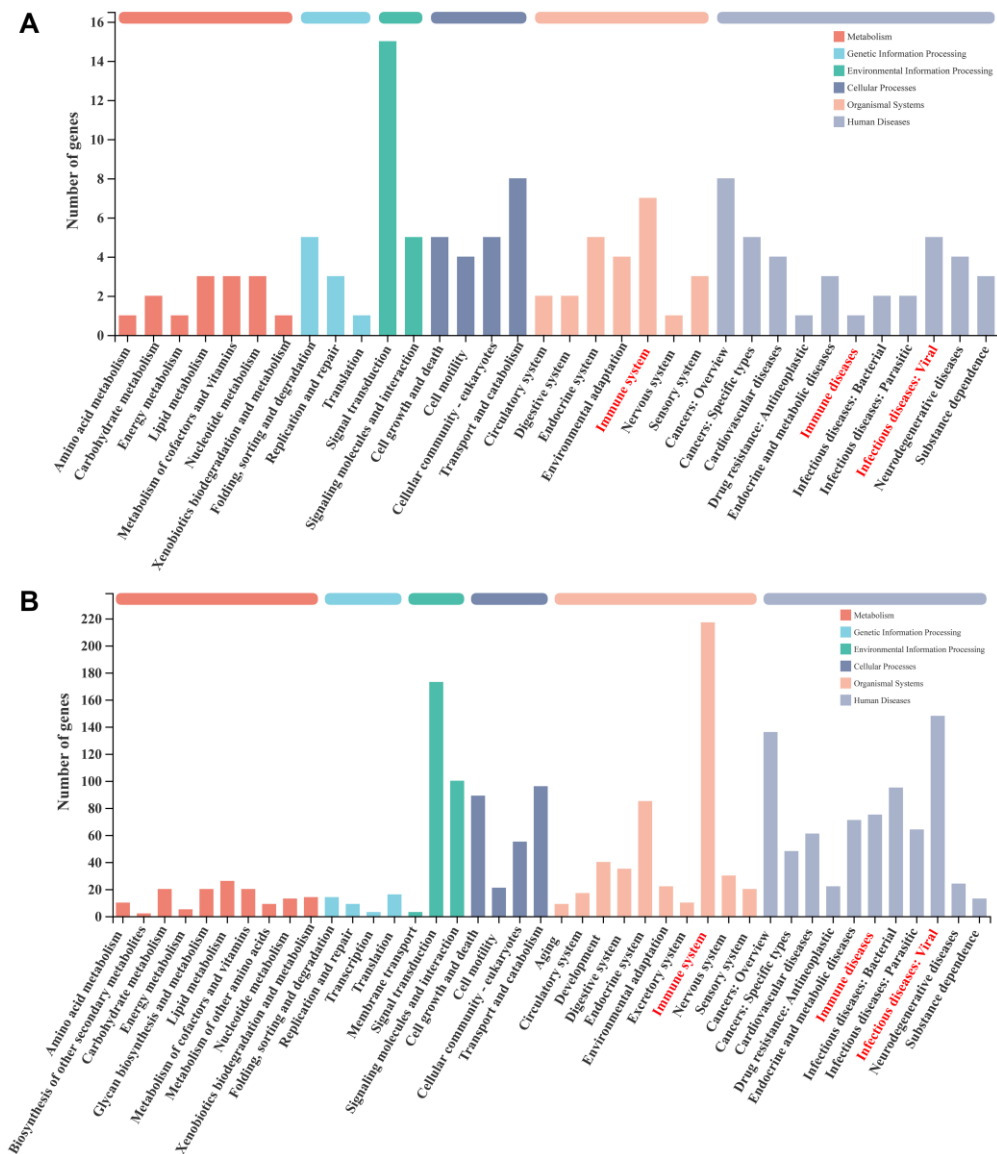 A
Number of genes
16
14
12
10
8
6
4
2
0
Metabolism
Genetic Information Processing
Environmental Information Processing
Cellular Processes
Organismal Systems
Human Diseases
Amino acid metabolism
Carbohydrate metabolism
Energy metabolism
Lipid metabolism
Metabolism of cofactors and vitamins
Nucleotide metabolism
Xenobiotics biodegradation and metabolism
Folding, sorting and degradation
Replication and repair
Translation
Signal transduction
Signaling molecules and interaction
Cell growth and death
Cell motility
Cellular community - eukaryotes
Transport and catabolism
Circulatory system
Digestive system
Endocrine system
Environmental adaptation
Immune system
Nervous system
Sensory system
Cancers: Overview
Cancers: Specific types
Cardiovascular diseases
Drug resistance: Antineoplastic
Endocrine and metabolic diseases
Immune diseases
Infectious diseases: Bacterial
Infectious diseases: Parasitic
Infectious diseases: Viral
Neurodegenerative diseases
Substance dependence
B
Number of genes
220
200
180
160
140
120
100
80
60
40
20
0
Metabolism
Genetic Information Processing
Environmental Information Processing
Cellular Processes
Organismal Systems
Human Diseases
Amino acid metabolism
Biosynthesis of other secondary metabolites
Carbohydrate metabolism
Energy metabolism
Glycan biosynthesis and metabolism
Lipid metabolism
Metabolism of cofactors and vitamins
Metabolism of other amino acids
Nucleotide metabolism
Xenobiotics biodegradation and metabolism
Folding, sorting and degradation
Replication and repair
Transcription
Translation
Membrane transport
Signal transduction
Signaling molecules and interaction
Cell growth and death
Cell motility
Cellular community - eukaryotes
Transport and catabolism
Aging
Circulatory system
Development
Digestive system
Endocrine system
Environmental adaptation
Excretory system
Immune system
Nervous system
Sensory system
Cancers: Overview
Cancers: Specific types
Cardiovascular diseases
Drug resistance: Antineoplastic
Endocrine and metabolic diseases
Immune diseases
Infectious diseases: Bacterial
Infectious diseases: Parasitic
Infectious diseases: Viral
Neurodegenerative diseases
Substance dependence